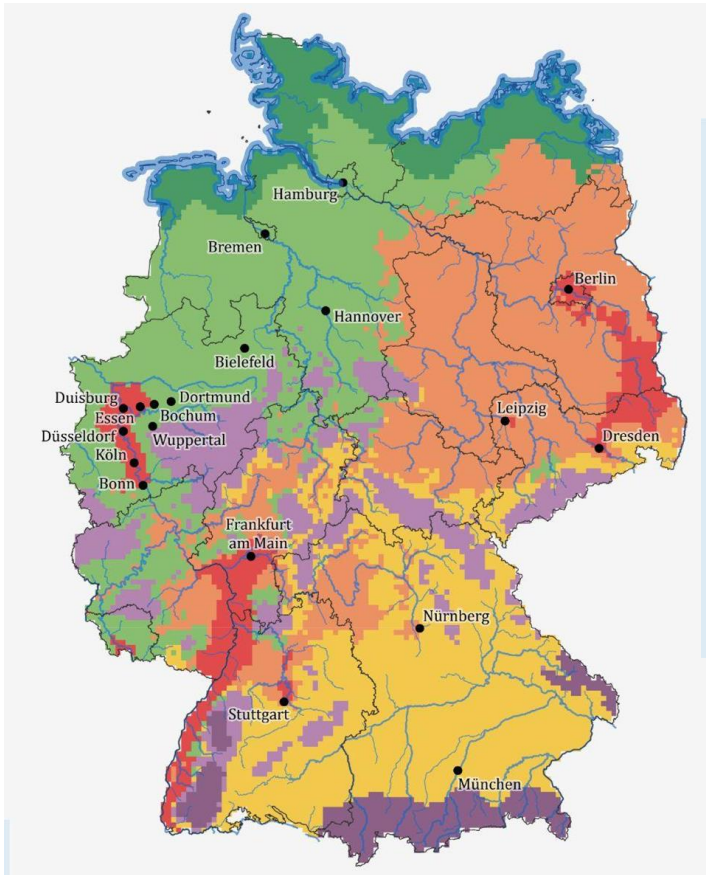 Hamburg
Bremen
Berlin
Hannover
Bielefeld
Duisburg
Dortmund
Essen
Bochum
Leipzig
Düsseldorf
Wuppertal
Dresden
Köln
Bonn
Frankfurt
am Main
Nürnberg
Stuttgart
München